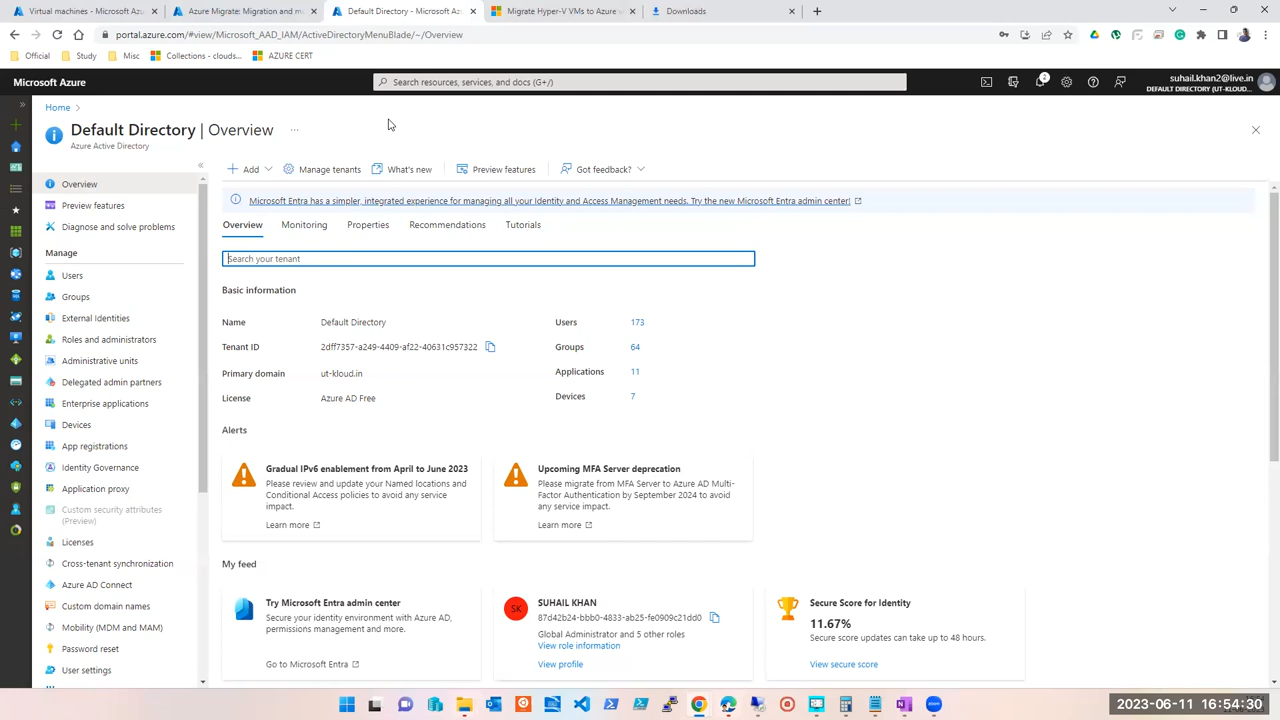 Virtual machines - Microsoft Az
Azure Migrate: Migration and m
Default Directory - Microsoft Az
Migrate Hyper-V VMs to Azure w
Downloads
portal.azure.com/#view/Microsoft_AAD_IAM/ActiveDirectoryMenuBlade/~/Overview
Official
Study
Misc
Collections - clouds...
AZURE CERT
Microsoft Azure
Search resources, services, and docs (G+/)
2
suhail.khan2@live.in
DEFAULT DIRECTORY (UT-KLOUD....
Home >
Default Directory | Overview
...
Azure Active Directory
Overview
Preview features
Diagnose and solve problems
Manage
Users
Groups
External Identities
Roles and administrators
Administrative units
Delegated admin partners
Enterprise applications
Devices
App registrations
Identity Governance
Application proxy
Custom security attributes
(Preview)
Licenses
Cross-tenant synchronization
Azure AD Connect
Custom domain names
Mobility (MDM and MAM)
Password reset
User settings
Add
Manage tenants
What's new
Preview features
Got feedback?
Microsoft Entra has a simpler, integrated experience for managing all your Identity and Access Management needs. Try the new Microsoft Entra admin center!
Overview
Monitoring
Properties
Recommendations
Tutorials
Search your tenant
Basic information
Name Default Directory
Tenant ID 2dff7357-a249-4409-af22-40631c957322
Primary domain ut-kloud.in
License Azure AD Free
Users 173
Groups 64
Applications 11
Devices 7
Alerts
Gradual IPv6 enablement from April to June 2023
Please review and update your Named locations and
Conditional Access policies to avoid any service
impact.
Learn more
Upcoming MFA Server deprecation
Please migrate from MFA Server to Azure AD Multi-
Factor Authentication by September 2024 to avoid
any service impact.
Learn more
My feed
Try Microsoft Entra admin center
Secure your identity environment with Azure AD,
permissions management and more.
Go to Microsoft Entra
SK
SUHAIL KHAN
87d42b24-bbb0-4833-ab25-fe0909c21dd0
Global Administrator and 5 other roles
View role information
View profile
Secure Score for Identity
11.67%
Secure score updates can take up to 48 hours.
View secure score
2023-06-11 16:54:30